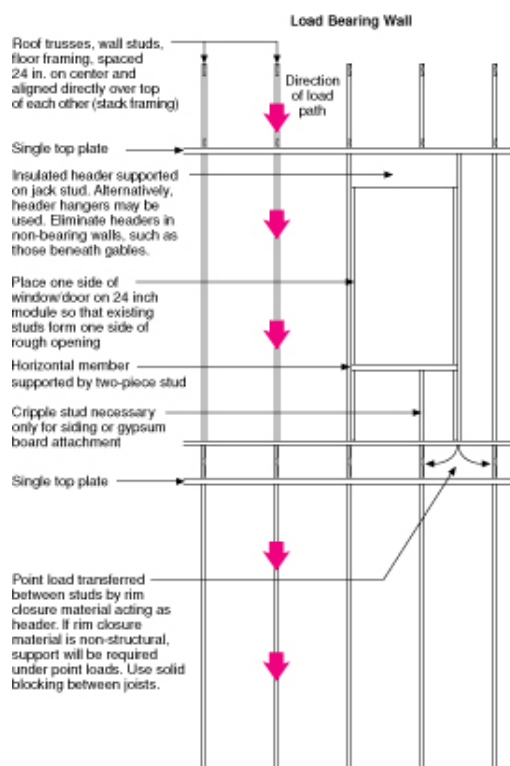 Load Bearing Wall
Roof trusses, wall studs,
floor framing, spaced
24 in. on center and
aligned directly over top
of each other (stack framing)
Direction
of load
path
Single top plate
Insulated header supported
on jack stud. Alternatively,
header hangers may be
used. Eliminate headers in
non-bearing walls, such as
those beneath gables.
Place one side of
window/door on 24 inch
module so that existing
studs form one side of
rough opening
Horizontal member
supported by two-piece stud
Cripple stud necessary
only for siding or gypsum
board attachment
Single top plate
Point load transferred
between studs by rim
closure material acting as
header. If rim closure
material is non-structural,
support will be required
under point loads. Use solid
blocking between joists.